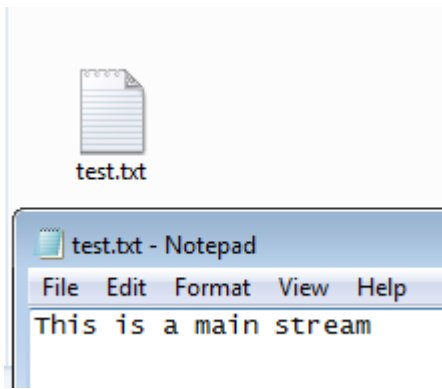 test.txt
test.txt - Notepad
File Edit Format View Help
This is a main stream